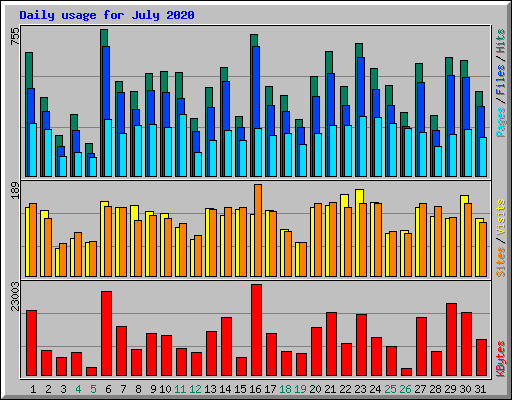 Daily usage for July 2020
755
Pages / Files / Hits
189
Sites / Visits
23003
KBytes
1 2 3 4 5 6 7 8 9 10 11 12 13 14 15 16 17 18 19 20 21 22 23 24 25 26 27 28 29 30 31